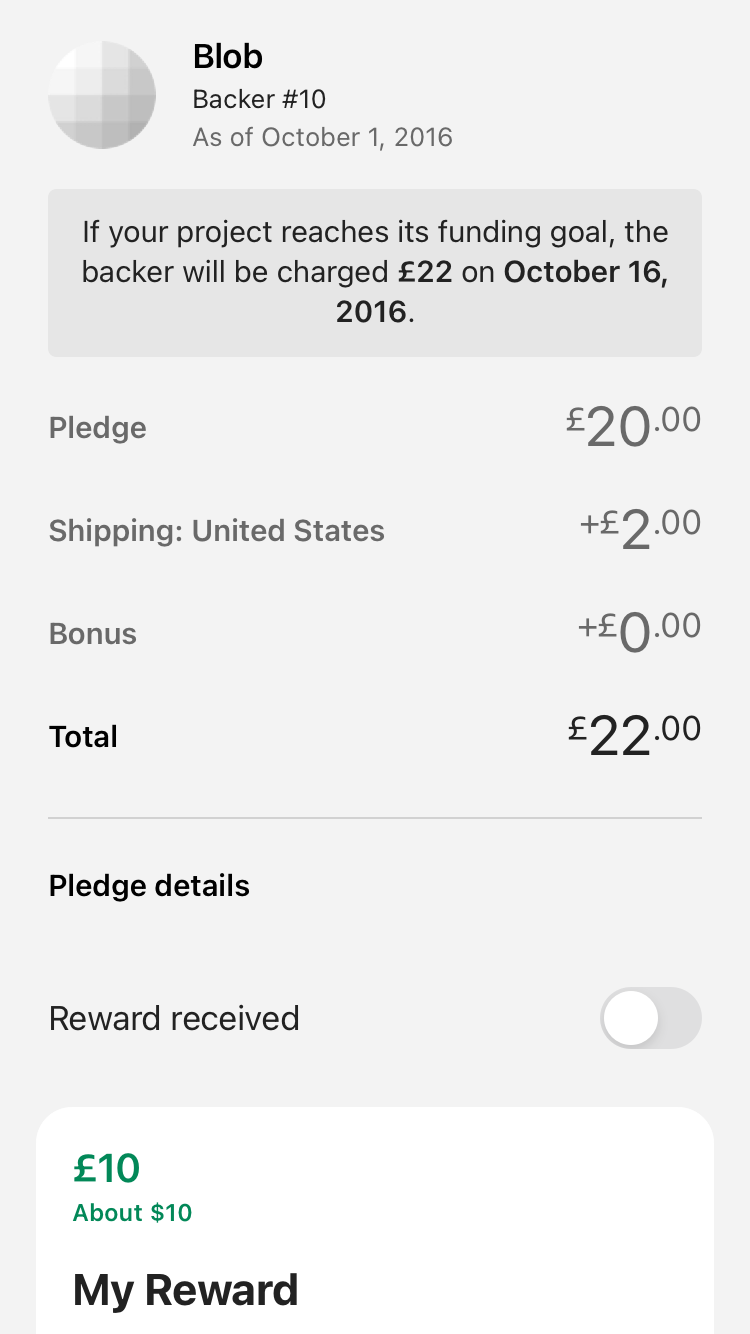 Blob
Backer #10
As of October 1, 2016
If your project reaches its funding goal, the
backer will be charged £22 on October 16,
2016.
Pledge £20.00
Shipping: United States +£2.00
Bonus +£0.00
Total £22.00
Pledge details
Reward received
£10
About $10
My Reward